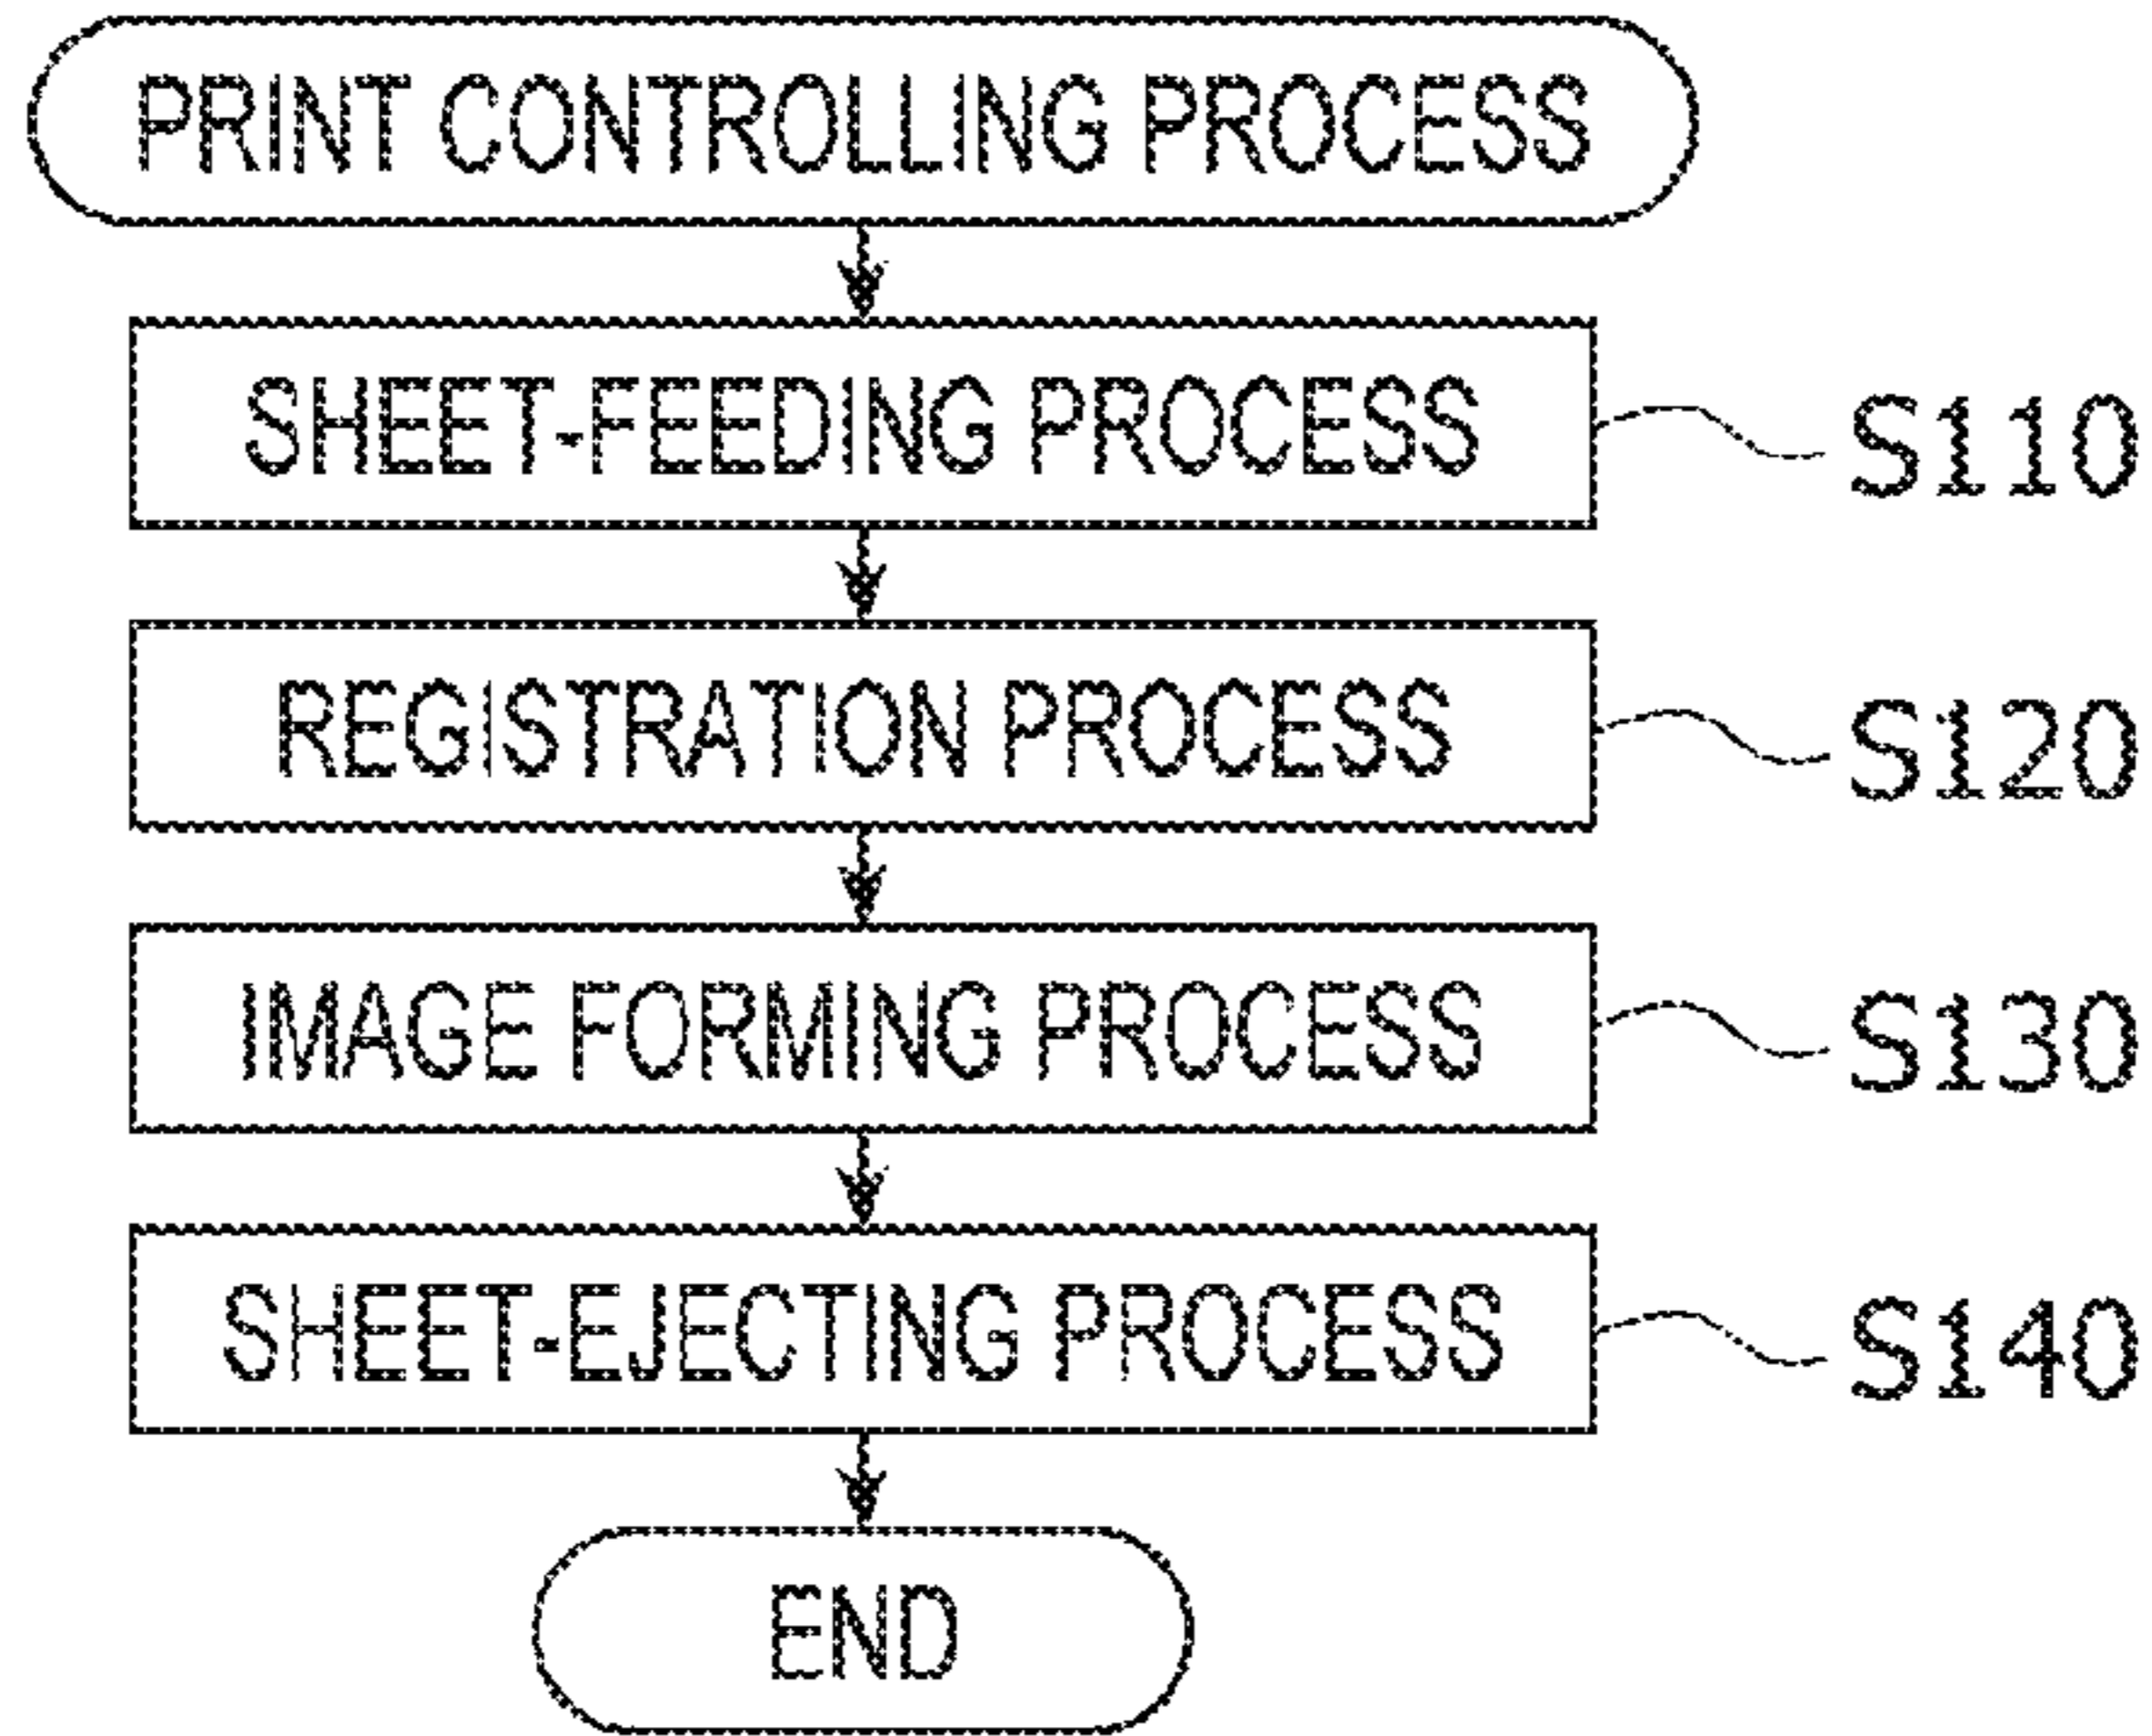 PRINT CONTROLLING PROCESS
SHEET-FEEDING PROCESS S110
REGISTRATION PROCESS S120
IMAGE FORMING PROCESS S130
SHEET-EJECTING PROCESS S140
END